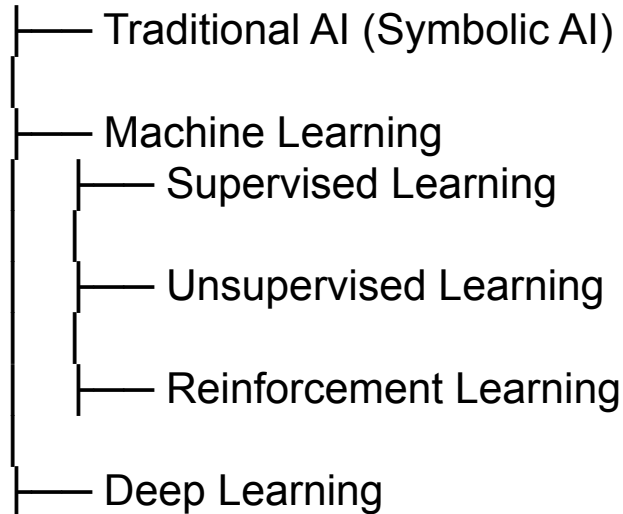 Traditional AI (Symbolic AI)
Machine Learning
Supervised Learning
Unsupervised Learning
Reinforcement Learning
Deep Learning